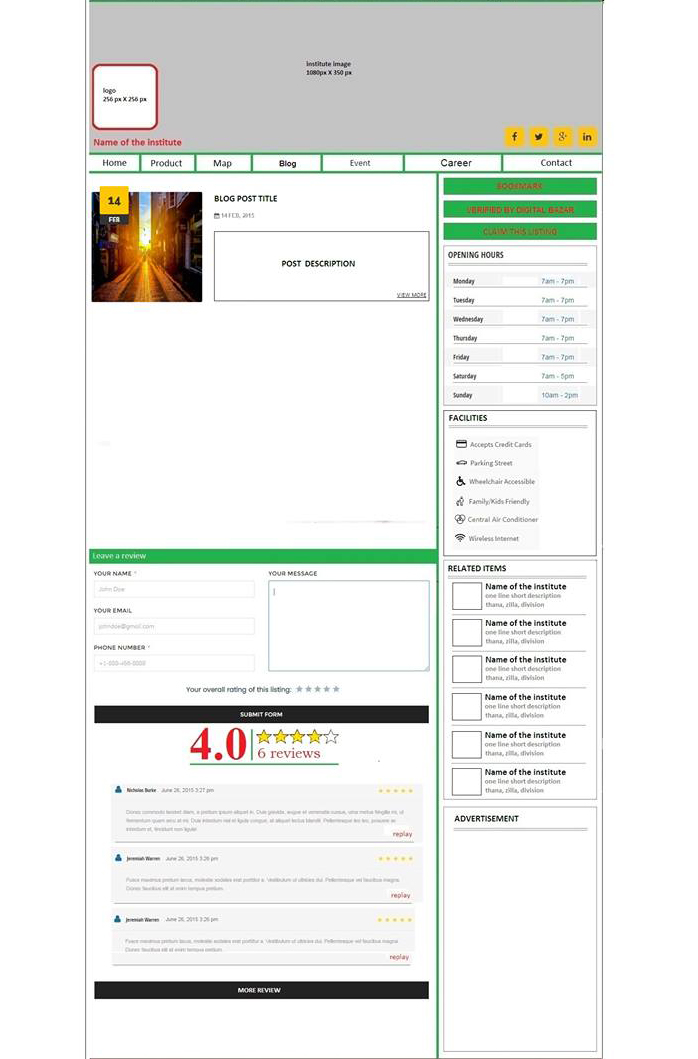 institute image
1080px X 350 px
logo
256 px X 256 px
Name of the institute
f
g+
in
Home
Product
Map
Blog
Event
Career
Contact
14
FEB
BLOG POST TITLE
14 FEB, 2015
POST DESCRIPTION
VIEW MORE
BOOKMARK
VERIFIED BY DIGITAL BAZAR
CLAIM THIS LISTING
OPENING HOURS
Monday 7am - 7pm
Tuesday 7am - 7pm
Wednesday 7am - 7pm
Thursday 7am - 7pm
Friday 7am - 7pm
Saturday 7am - 5pm
Sunday 10am - 2pm
FACILITIES
Accepts Credit Cards
Parking Street
Wheelchair Accessible
Family/Kids Friendly
Central Air Conditioner
Wireless Internet
RELATED ITEMS
Name of the institute
one line short description
thana, zilla, division
Name of the institute
one line short description
thana, zilla, division
Name of the institute
one line short description
thana, zilla, division
Name of the institute
one line short description
thana, zilla, division
Name of the institute
one line short description
thana, zilla, division
Name of the institute
one line short description
thana, zilla, division
ADVERTISEMENT
Leave a review
YOUR NAME *
John Doe
YOUR EMAIL
johndoe@gmail.com
PHONE NUMBER *
YOUR MESSAGE
Your overall rating of this listing:
SUBMIT FORM
4.0
6 reviews
Nicholas Burke June 26, 2015 3:27 pm
replay
Jeremiah Warren June 26, 2015 3:26 pm
replay
Jeremiah Warren June 26, 2015 3:26 pm
replay
MORE REVIEW